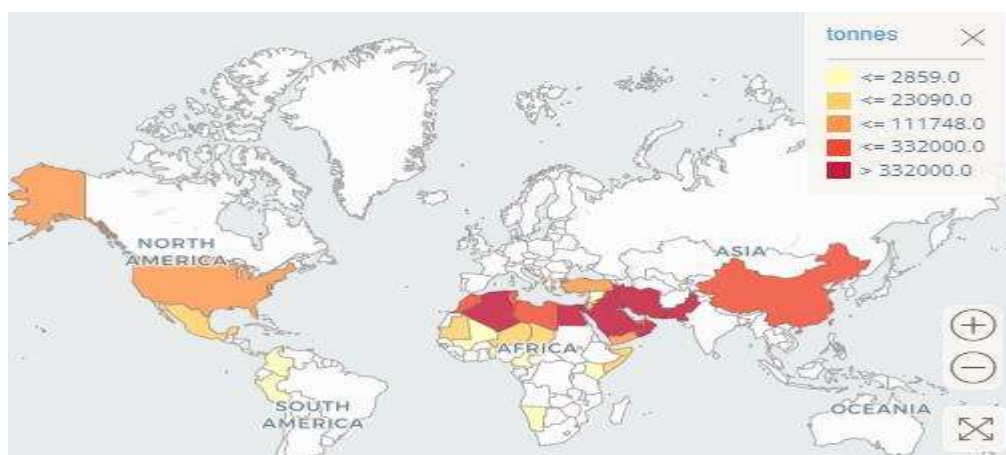 tonnes
<= 2859.0
<= 23090.0
<= 111748.0
<= 332000.0
> 332000.0
NORTH
AMERICA
ASIA
AFRICA
SOUTH
AMERICA
OCEANIA